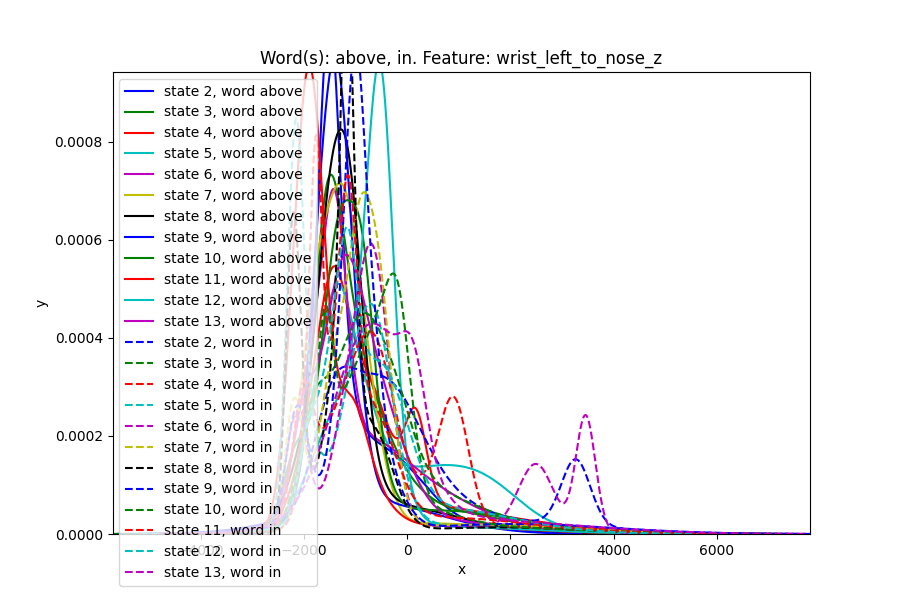 Word(s): above, in. Feature: wrist_left_to_nose_z
y
0.0008
0.0006
0.0004
0.0002
0.0000
state 2, word above
state 3, word above
state 4, word above
state 5, word above
state 6, word above
state 7, word above
state 8, word above
state 9, word above
state 10, word above
state 11, word above
state 12, word above
state 13, word above
state 2, word in
state 3, word in
state 4, word in
state 5, word in
state 6, word in
state 7, word in
state 8, word in
state 9, word in
state 10, word in
state 11, word in
state 12, word in
state 13, word in
−4000 −2000 0 2000 4000 6000
x